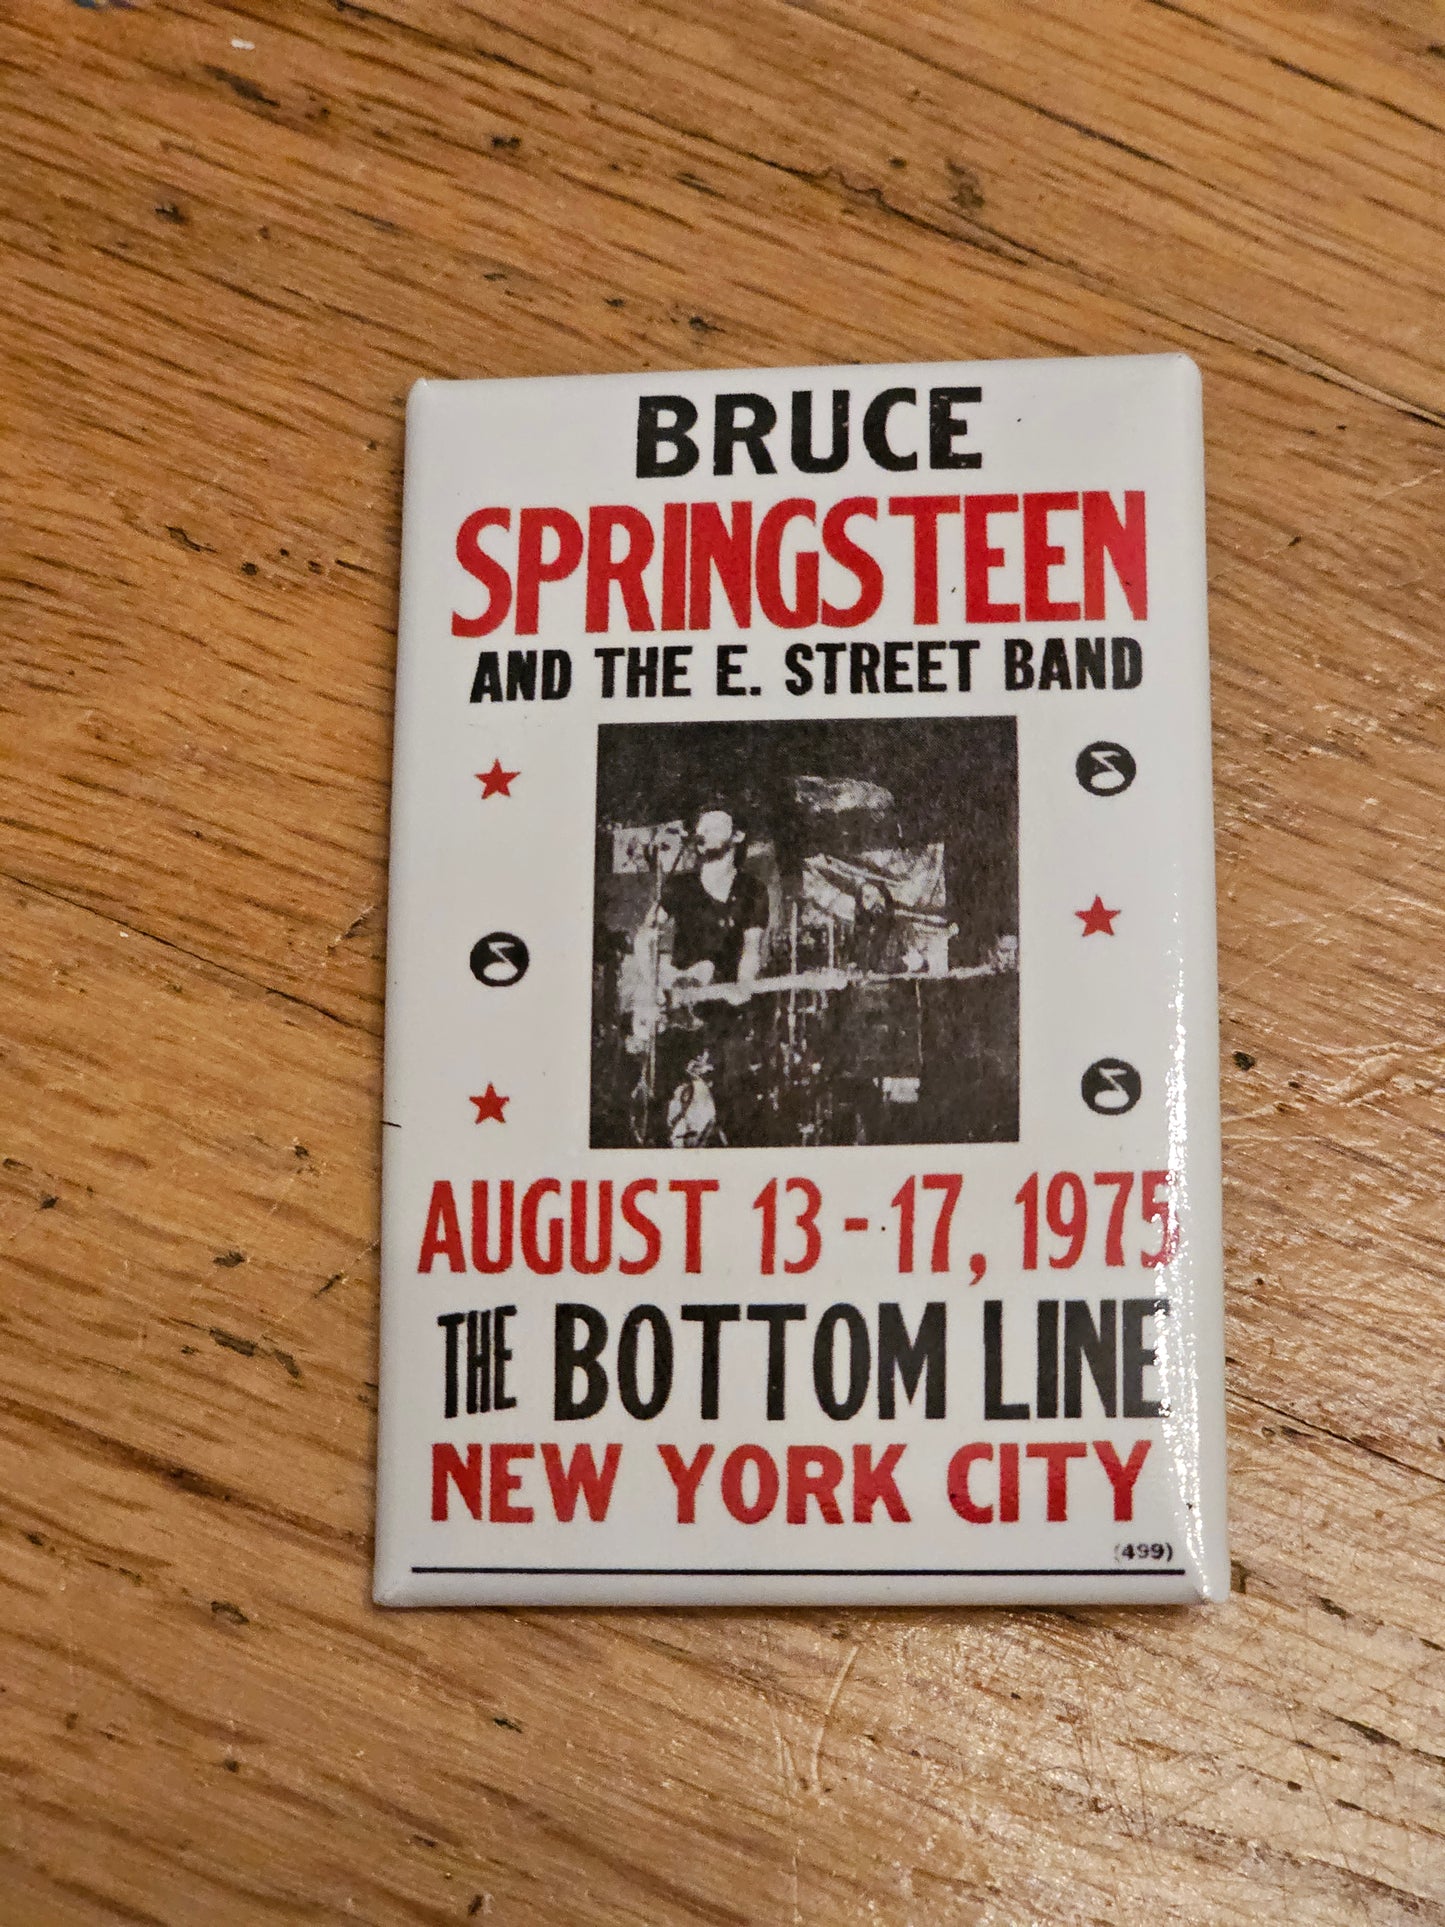 BRUCE
SPRINGSTEEN
AND THE E. STREET BAND
AUGUST 13-17, 1975
THE BOTTOM LINE
NEW YORK CITY
(499)